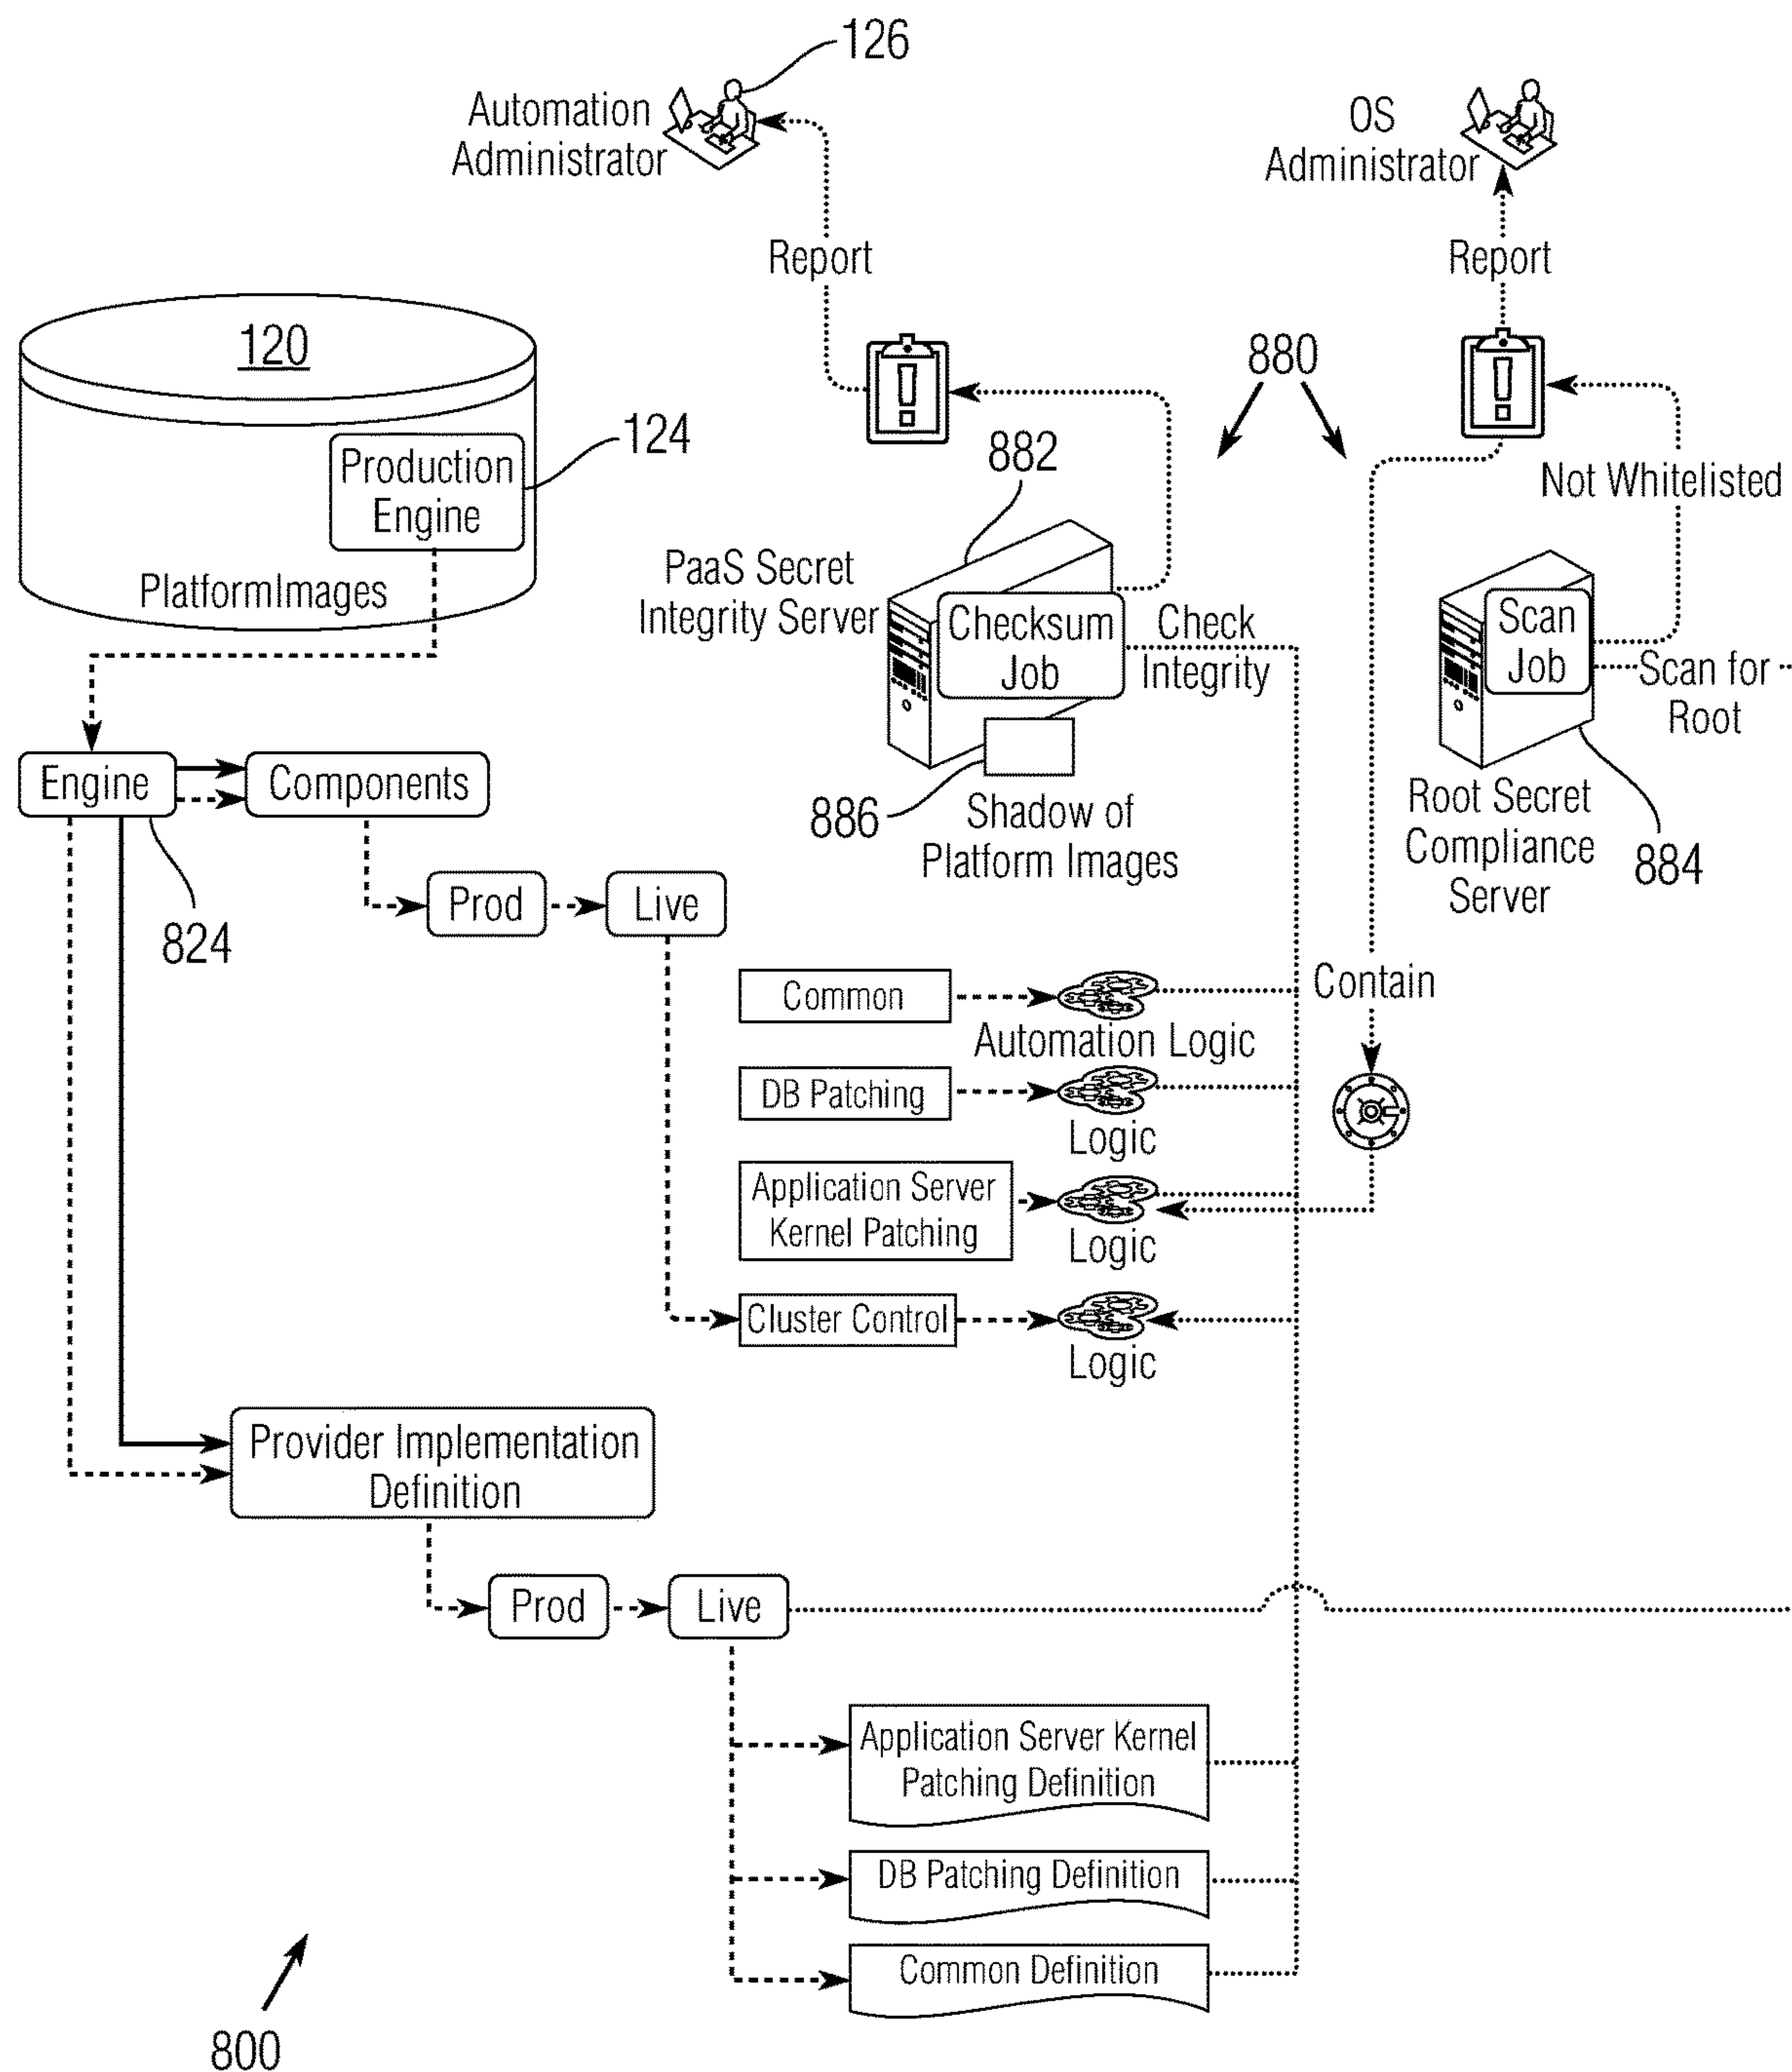 126
Automation
Administrator
OS
Administrator
Report
Report
120
880
Production
Engine
124
882
Not Whitelisted
PlatformImages
PaaS Secret
Integrity Server
Checksum
Job
Check
Integrity
Scan
Job
Scan for
Root
Engine
Components
886
Shadow of
Platform Images
Root Secret
Compliance
Server
884
Prod
Live
824
Common
Automation Logic
Contain
DB Patching
Logic
Application Server
Kernel Patching
Logic
Cluster Control
Logic
Provider Implementation
Definition
Prod
Live
Application Server Kernel
Patching Definition
DB Patching Definition
Common Definition
800